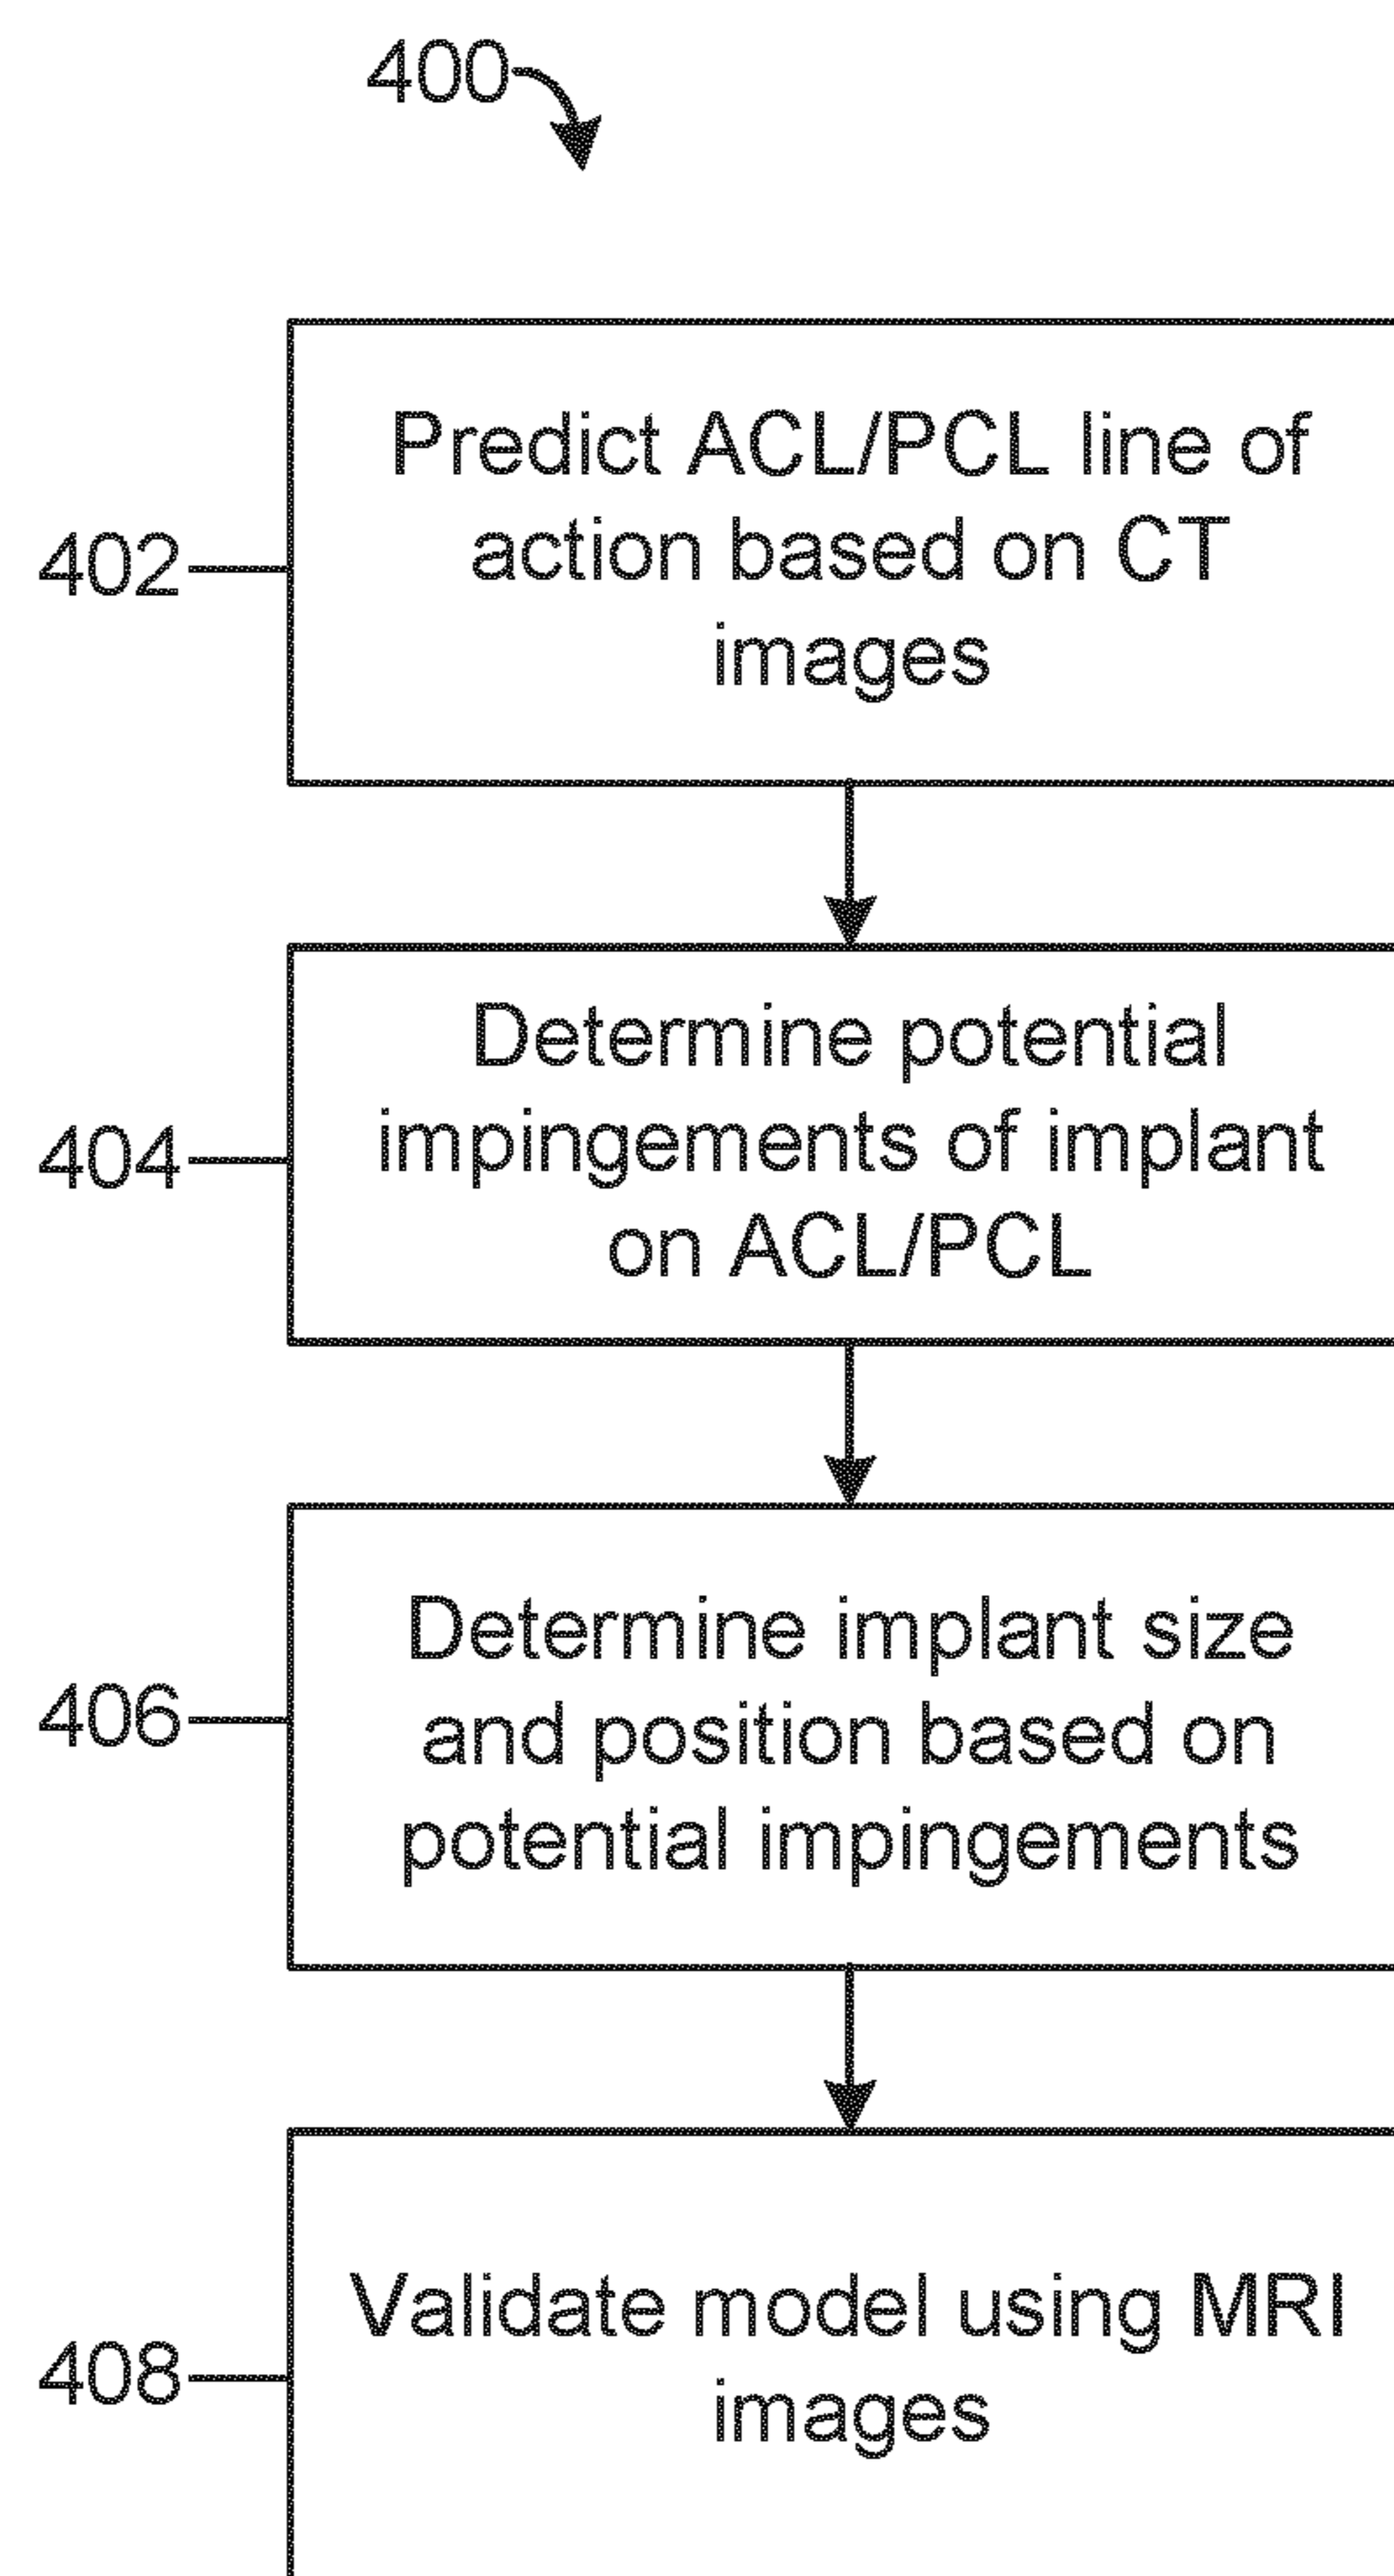 400
Predict ACL/PCL line of
action based on CT
images
402
Determine potential
impingements of implant
on ACL/PCL
404
Determine implant size
and position based on
potential impingements
406
Validate model using MRI
images
408